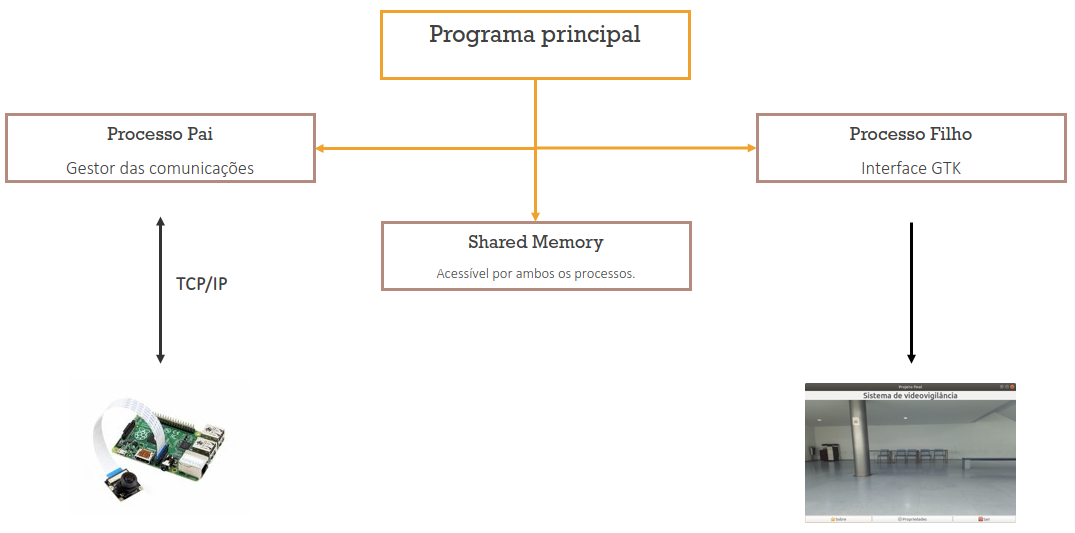 Programa principal
Processo Pai
Gestor das comunicações
Processo Filho
Interface GTK
Shared Memory
Acessível por ambos os processos.
TCP/IP
Projeto final
Sistema de videovigilância
Sobre
Propriedades
Sair